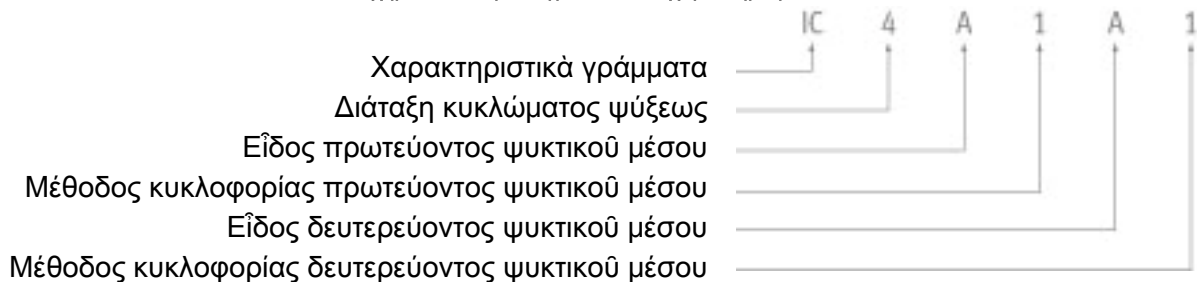 IC 4 A 1 A 1
Χαρακτηριστικὰ γράμματα
Διάταξη κυκλώματος ψύξεως
Εἶδος πρωτεύοντος ψυκτικοῦ μέσου
Μέθοδος κυκλοφορίας πρωτεύοντος ψυκτικοῦ μέσου
Εἶδος δευτερεύοντος ψυκτικοῦ μέσου
Μέθοδος κυκλοφορίας δευτερεύοντος ψυκτικοῦ μέσου